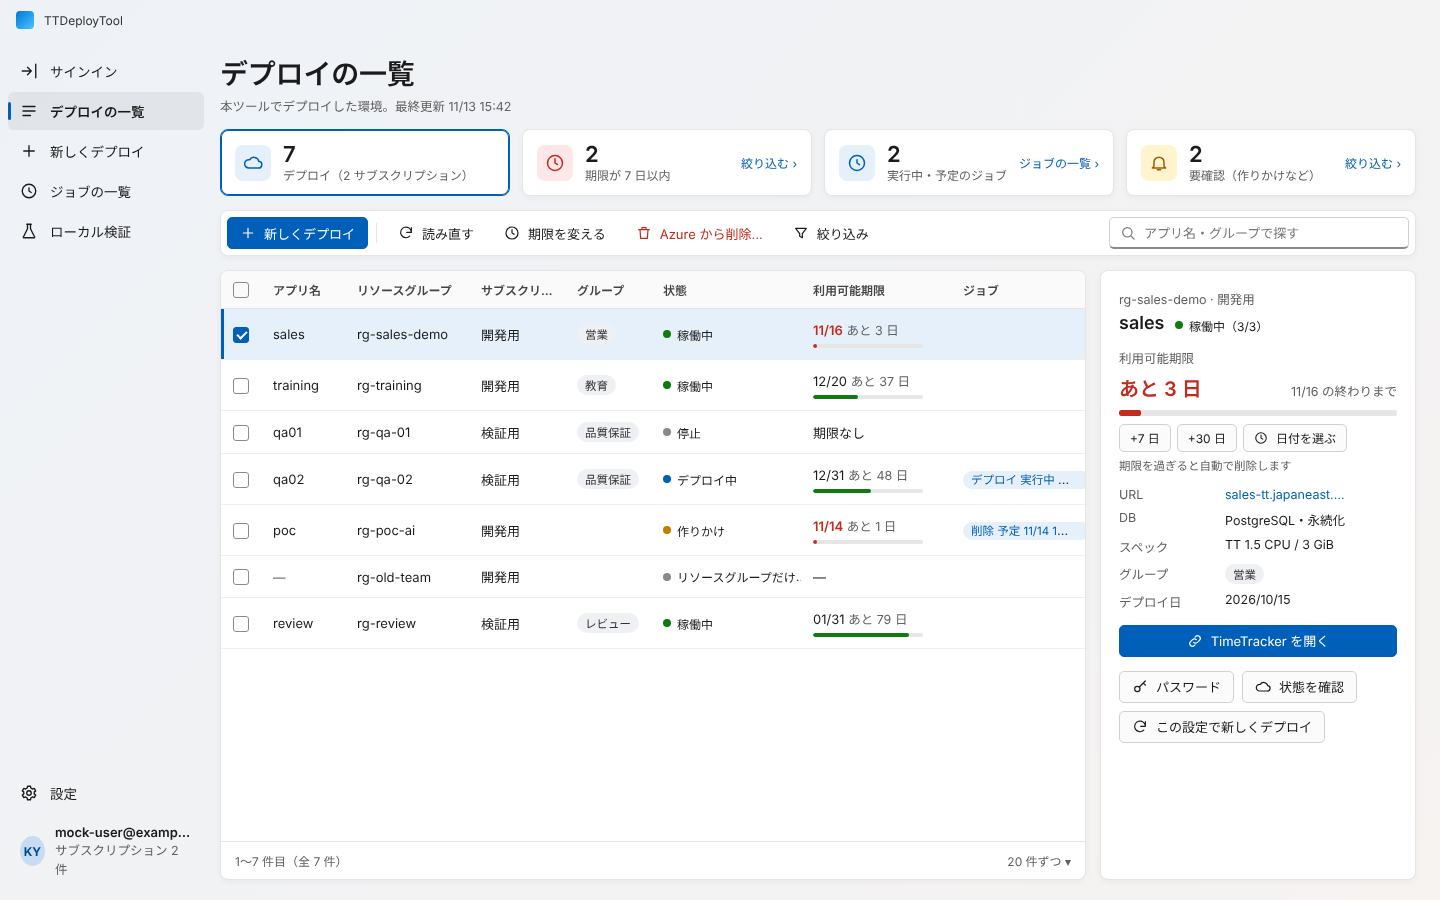 TTDeployTool
サインイン
デプロイの一覧
新しくデプロイ
ジョブの一覧
ローカル検証
設定
KY
mock-user@examp...
サブスクリプション 2
件
デプロイの一覧
本ツールでデプロイした環境。最終更新 11/13 15:42
7
デプロイ（2 サブスクリプション）
2
期限が 7 日以内
絞り込む ›
2
実行中・予定のジョブ
ジョブの一覧 ›
2
要確認（作りかけなど）
絞り込む ›
新しくデプロイ
読み直す
期限を変える
Azure から削除...
絞り込み
アプリ名・グループで探す
アプリ名 リソースグループ サブスクリ... グループ 状態 利用可能期限 ジョブ
sales rg-sales-demo 開発用 営業 稼働中 11/16 あと 3 日
training rg-training 開発用 教育 稼働中 12/20 あと 37 日
qa01 rg-qa-01 検証用 品質保証 停止 期限なし
qa02 rg-qa-02 検証用 品質保証 デプロイ中 12/31 あと 48 日 デプロイ 実行中 ...
poc rg-poc-ai 開発用 作りかけ 11/14 あと 1 日 削除 予定 11/14 1...
— rg-old-team 開発用 リソースグループだけ.. —
review rg-review 検証用 レビュー 稼働中 01/31 あと 79 日
1〜7 件目（全 7 件）
20 件ずつ ▾
rg-sales-demo · 開発用
sales 稼働中（3/3）
利用可能期限
あと 3 日 11/16 の終わりまで
+7 日 +30 日 日付を選ぶ
期限を過ぎると自動で削除します
URL sales-tt.japaneast....
DB PostgreSQL・永続化
スペック TT 1.5 CPU / 3 GiB
グループ 営業
デプロイ日 2026/10/15
TimeTracker を開く
パスワード 状態を確認
この設定で新しくデプロイ